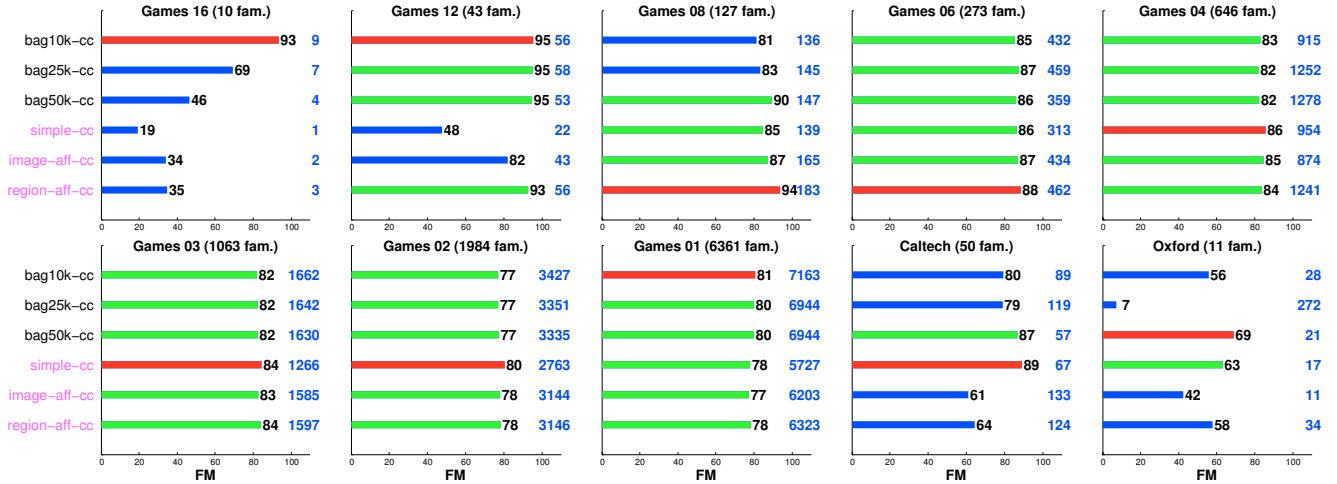 Games 16 (10 fam.) Games 12 (43 fam.) Games 08 (127 fam.) Games 06 (273 fam.) Games 04 (646 fam.)
bag10k−cc 93 9 95 56 81 136 85 432 83 915
bag25k−cc 69 7 95 58 83 145 87 459 82 1252
bag50k−cc 46 4 95 53 90 147 86 359 82 1278
simple−cc 19 1 48 22 85 139 86 313 86 954
image−aff−cc 34 2 82 43 87 165 87 434 85 874
region−aff−cc 35 3 93 56 94 183 88 462 84 1241
0 20 40 60 80 100 0 20 40 60 80 100 0 20 40 60 80 100 0 20 40 60 80 100 0 20 40 60 80 100
Games 03 (1063 fam.) Games 02 (1984 fam.) Games 01 (6361 fam.) Caltech (50 fam.) Oxford (11 fam.)
bag10k−cc 82 1662 77 3427 81 7163 80 89 56 28
bag25k−cc 82 1642 77 3351 80 6944 79 119 7 272
bag50k−cc 82 1630 77 3335 80 6944 87 57 69 21
simple−cc 84 1266 80 2763 78 5727 89 67 63 17
image−aff−cc 83 1585 78 3144 77 6203 61 133 42 11
region−aff−cc 84 1597 78 3146 78 6323 64 124 58 34
0 20 40 60 80 100 0 20 40 60 80 100 0 20 40 60 80 100 0 20 40 60 80 100 0 20 40 60 80 100
FM FM FM FM FM